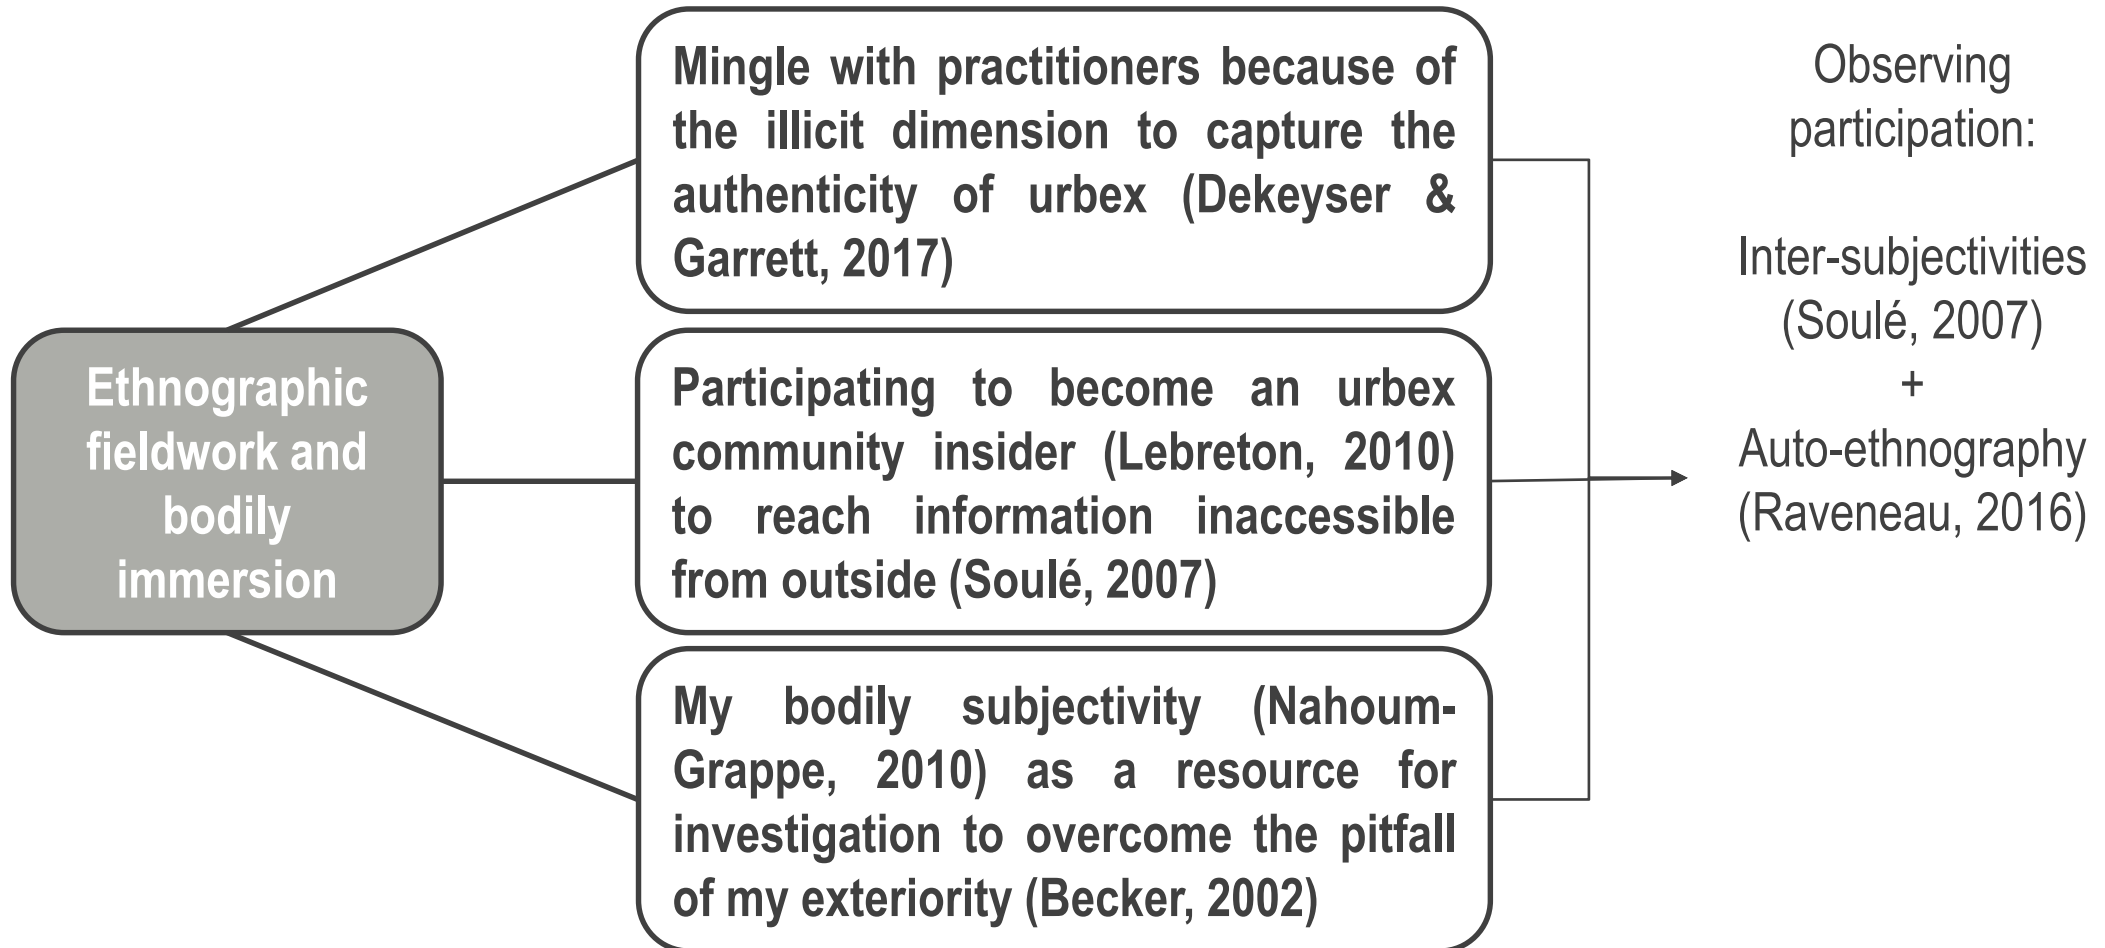 Ethnographic
fieldwork and
bodily
immersion
Mingle with practitioners because of
the illicit dimension to capture the
authenticity of urbex (Dekeyser &
Garrett, 2017)
Participating to become an urbex
community insider (Lebreton, 2010)
to reach information inaccessible
from outside (Soulé, 2007)
My bodily subjectivity (Nahoum-
Grappe, 2010) as a resource for
investigation to overcome the pitfall
of my exteriority (Becker, 2002)
Observing
participation:
Inter-subjectivities
(Soulé, 2007)
+
Auto-ethnography
(Raveneau, 2016)